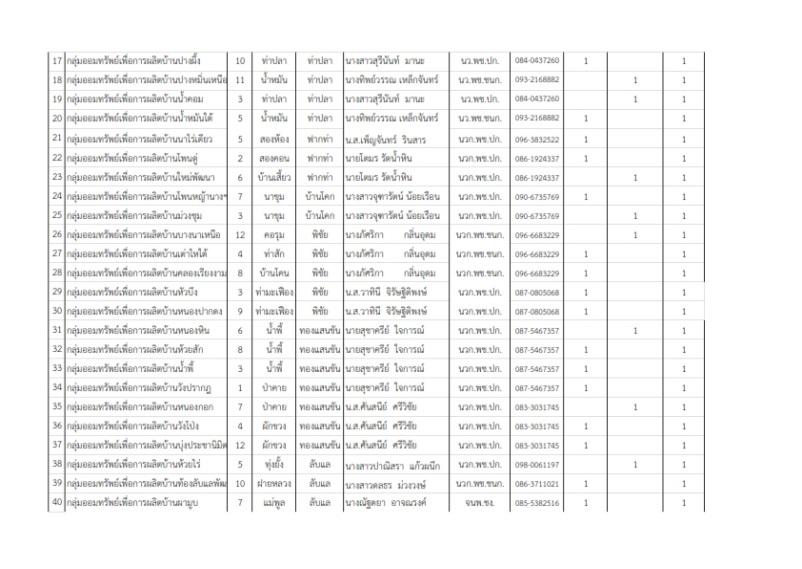 17 กลุ่มออมทรัพย์เพื่อการผลิตบ้านปางผึ้ง 10 ท่าปลา ท่าปลา นางสาวสุรีนันท์ มานะ นว.พช.ปก. 084-0437260 1 1
18 กลุ่มออมทรัพย์เพื่อการผลิตบ้านปางหมิ่นเหนือ 11 น้ำหมัน ท่าปลา นางทิพย์วรรณ เหล็กจันทร์ นว.พช.ชนก. 093-2168882 1 1
19 กลุ่มออมทรัพย์เพื่อการผลิตบ้านน้ำคอม 3 ท่าปลา ท่าปลา นางสาวสุรีนันท์ มานะ นว.พช.ปก. 084-0437260 1 1
20 กลุ่มออมทรัพย์เพื่อการผลิตบ้านน้ำหมันใต้ 5 น้ำหมัน ท่าปลา นางทิพย์วรรณ เหล็กจันทร์ นว.พช.ชนก. 093-2168882 1 1
21 กลุ่มออมทรัพย์เพื่อการผลิตบ้านนาไร่เดียว 5 สองห้อง ฟากท่า น.ส.เพ็ญจันทร์ รินสาร นวก.พช.ปก. 096-3832522 1 1
22 กลุ่มออมทรัพย์เพื่อการผลิตบ้านโพนดู่ 2 สองคอน ฟากท่า นายโตมร รัดน้ำหิน นวก.พช.ปก. 086-1924337 1 1
23 กลุ่มออมทรัพย์เพื่อการผลิตบ้านใหม่พัฒนา 6 บ้านเสี้ยว ฟากท่า นายโตมร รัดน้ำหิน นวก.พช.ปก. 086-1924337 1 1
24 กลุ่มออมทรัพย์เพื่อการผลิตบ้านโพนหญ้านางฯ 7 นาขุม บ้านโคก นางสาวจุฑารัตน์ น้อยเรือน นวก.พช.ปก. 090-6735769 1 1
25 กลุ่มออมทรัพย์เพื่อการผลิตบ้านม่วงชุม 3 นาขุม บ้านโคก นางสาวจุฑารัตน์ น้อยเรือน นวก.พช.ปก. 090-6735769 1 1
26 กลุ่มออมทรัพย์เพื่อการผลิตบ้านบางนาเหนือ 12 คอรุม พิชัย นางภัศริกา กลิ่นอุดม นวก.พช.ชนก. 096-6683229 1 1
27 กลุ่มออมทรัพย์เพื่อการผลิตบ้านเต่าไหใต้ 4 ท่าสัก พิชัย นางภัศริกา กลิ่นอุดม นวก.พช.ชนก. 096-6683229 1 1
28 กลุ่มออมทรัพย์เพื่อการผลิตบ้านคลองเรียงงาม 8 บ้านโคน พิชัย นางภัศริกา กลิ่นอุดม นวก.พช.ชนก. 096-6683229 1 1
29 กลุ่มออมทรัพย์เพื่อการผลิตบ้านหัวบึง 3 ท่ามะเฟือง พิชัย น.ส.วาทินี จิรัษฐิติพงษ์ นวก.พช.ปก. 087-0805068 1 1
30 กลุ่มออมทรัพย์เพื่อการผลิตบ้านหนองปากดง 9 ท่ามะเฟือง พิชัย น.ส.วาทินี จิรัษฐิติพงษ์ นวก.พช.ปก. 087-0805068 1 1
31 กลุ่มออมทรัพย์เพื่อการผลิตบ้านหนองหิน 6 น้ำพี้ ทองแสนขัน นายสุชาครีย์ ใจการณ์ นวก.พช.ปก. 087-5467357 1 1
32 กลุ่มออมทรัพย์เพื่อการผลิตบ้านห้วยสัก 8 น้ำพี้ ทองแสนขัน นายสุชาครีย์ ใจการณ์ นวก.พช.ปก. 087-5467357 1 1
33 กลุ่มออมทรัพย์เพื่อการผลิตบ้านน้ำพี้ 3 น้ำพี้ ทองแสนขัน นายสุชาครีย์ ใจการณ์ นวก.พช.ปก. 087-5467357 1 1
34 กลุ่มออมทรัพย์เพื่อการผลิตบ้านวังปรากฏ 1 ป่าคาย ทองแสนขัน นายสุชาครีย์ ใจการณ์ นวก.พช.ปก. 087-5467357 1 1
35 กลุ่มออมทรัพย์เพื่อการผลิตบ้านหนองกอก 7 ป่าคาย ทองแสนขัน น.ส.ศันสนีย์ ศรีวิชัย นวก.พช.ปก. 083-3031745 1 1
36 กลุ่มออมทรัพย์เพื่อการผลิตบ้านวังโป่ง 4 ผักขวง ทองแสนขัน น.ส.ศันสนีย์ ศรีวิชัย นวก.พช.ปก. 083-3031745 1 1
37 กลุ่มออมทรัพย์เพื่อการผลิตบ้านบุ่งประชานิมิต 12 ผักขวง ทองแสนขัน น.ส.ศันสนีย์ ศรีวิชัย นวก.พช.ปก. 083-3031745 1 1
38 กลุ่มออมทรัพย์เพื่อการผลิตบ้านห้วยไร่ 5 ทุ่งยั้ง ลับแล นางสาวปาณิสรา แก้วผนึก นวก.พช.ปก. 098-0061197 1 1
39 กลุ่มออมทรัพย์เพื่อการผลิตบ้านท้องลับแลพัฒ 10 ฝายหลวง ลับแล นางสาวดลธร ม่วงวงษ์ นวก.พช.ชนก. 086-3711021 1 1
40 กลุ่มออมทรัพย์เพื่อการผลิตบ้านผามูบ 7 แม่พูล ลับแล นางณัฐตยา อาจณรงค์ จนพ.ชง. 085-5382516 1 1